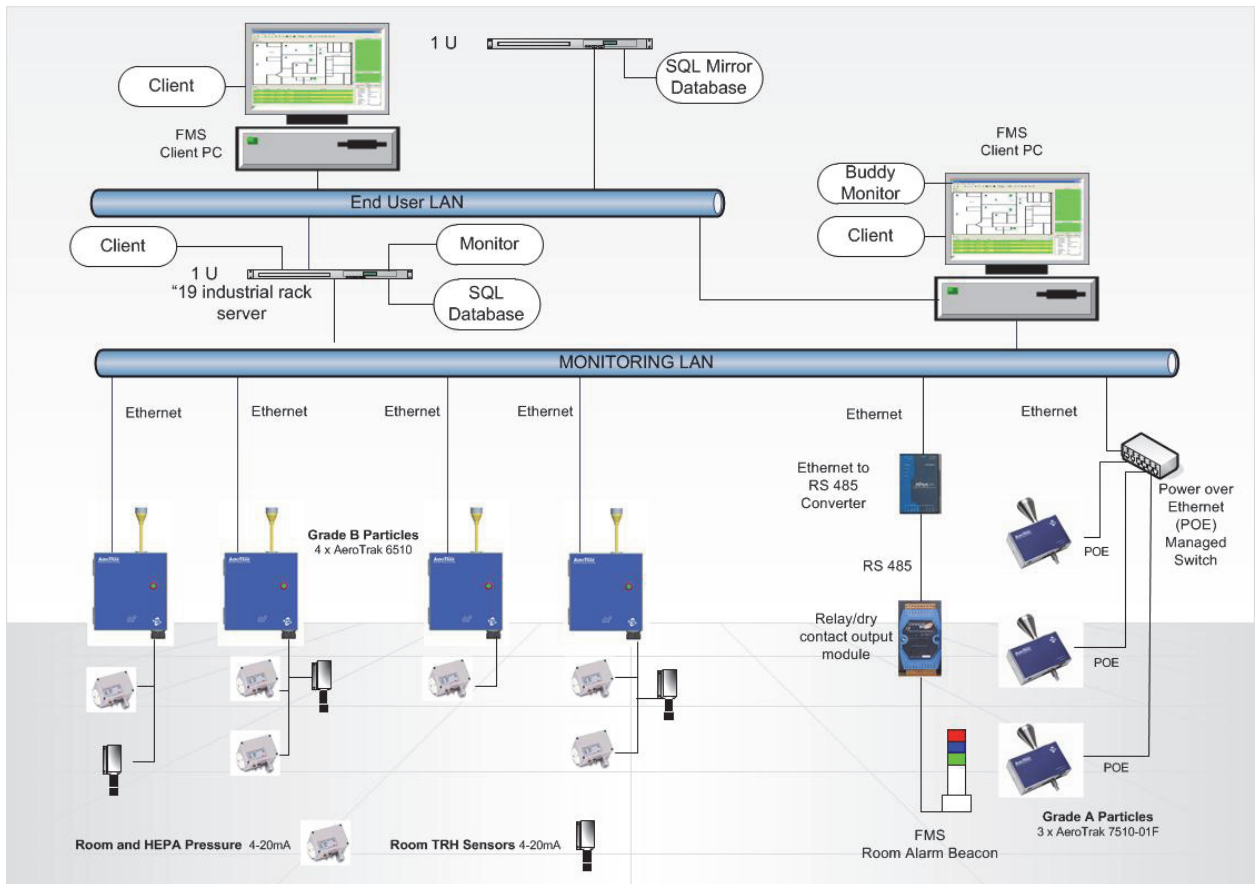 1 U
SQL Mirror
Database
Client
FMS
Client PC
FMS
Client PC
Buddy
Monitor
Client
End User LAN
Client
Monitor
1 U
“19 industrial rack
server
SQL
Database
MONITORING LAN
Ethernet
Ethernet
Ethernet
Ethernet
Ethernet
Ethernet
Ethernet to
RS 485
Converter
Power over
Ethernet
(POE)
Managed
Switch
POE
Grade B Particles
4 x AeroTrak 6510
AeroTrak
AeroTrak
AeroTrak
AeroTrak
RS 485
Relay/dry
contact output
module
POE
POE
Grade A Particles
3 x AeroTrak 7510-01F
FMS
Room Alarm Beacon
Room and HEPA Pressure 4-20mA
Room TRH Sensors 4-20mA